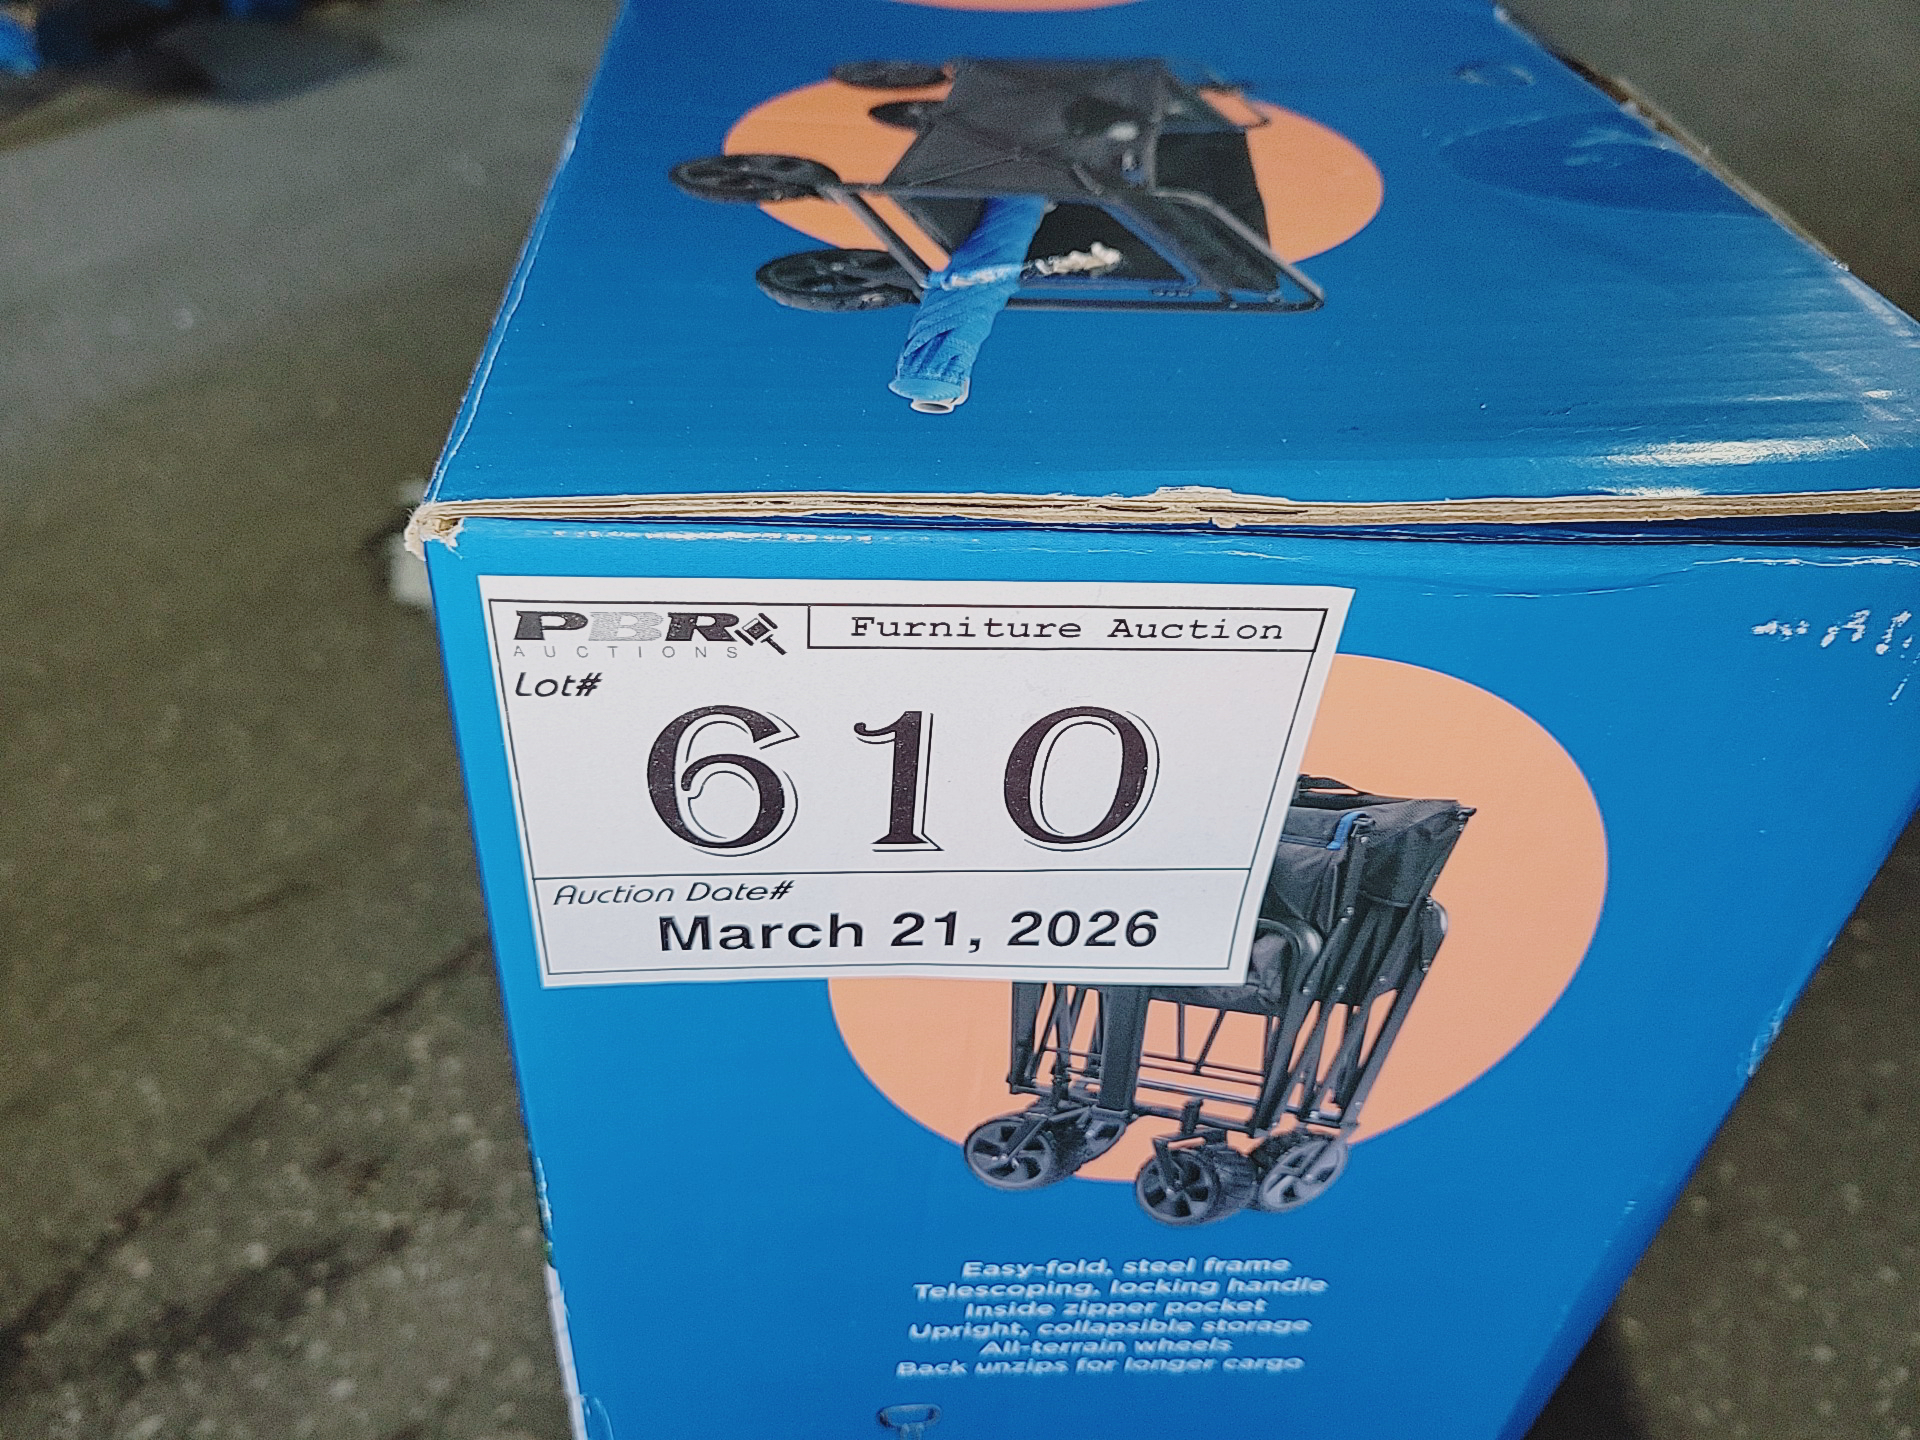 PBR
AUCTIONS
Furniture Auction
Lot#
610
Auction Date#
March 21, 2026
Easy-fold, steel frame
Telescoping, locking handle
Inside zipper pocket
Upright, collapsible storage
All-terrain wheels
Back unzips for longer cargo